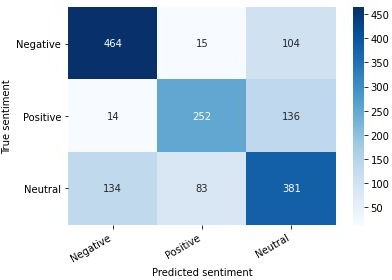 Negative 464 15 104
Positive 14 252 136
Neutral 134 83 381
Negative Positive Neutral
Predicted sentiment
True sentiment
450
400
350
300
250
200
150
100
50